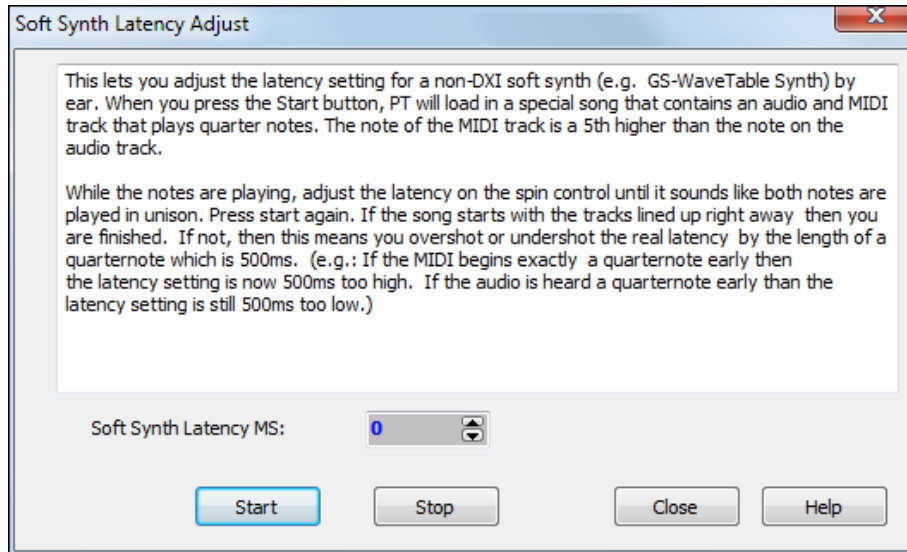 Soft Synth Latency Adjust
This lets you adjust the latency setting for a non-DXI soft synth (e.g. GS-WaveTable Synth) by
ear. When you press the Start button, PT will load in a special song that contains an audio and MIDI
track that plays quarter notes. The note of the MIDI track is a 5th higher than the note on the
audio track.
While the notes are playing, adjust the latency on the spin control until it sounds like both notes are
played in unison. Press start again. If the song starts with the tracks lined up right away then you
are finished. If not, then this means you overshot or undershot the real latency by the length of a
quarternote which is 500ms. (e.g.: If the MIDI begins exactly a quarternote early then
the latency setting is now 500ms too high. If the audio is heard a quarternote early than the
latency setting is still 500ms too low.)
Soft Synth Latency MS: 0
Start Stop Close Help